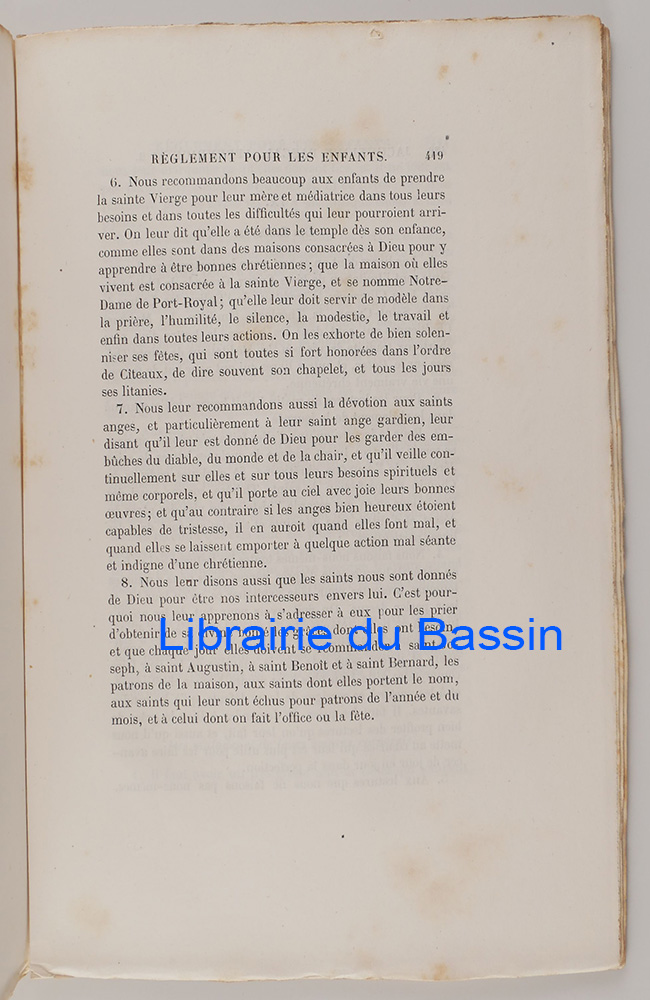 RÈGLEMENT POUR LES ENFANTS. 419
6. Nous recommandons beaucoup aux enfants de prendre
la sainte Vierge pour leur mère et médiatrice dans tous leurs
besoins et dans toutes les difficultés qui leur pourroient arri-
ver. On leur dit qu'elle a été dans le temple dès son enfance,
comme elles sont dans des maisons consacrées à Dieu pour y
apprendre à être bonnes chrétiennes; que la maison où elles
vivent est consacrée à la sainte Vierge, et se nomme Notre-
Dame de Port-Royal; qu'elle leur doit servir de modèle dans
la prière, l'humilité, le silence, la modestie, le travail et
enfin dans toutes leurs actions. On les exhorte de bien solen-
niser ses fêtes, qui sont toutes si fort honorées dans l'ordre
de Cîteaux, de dire souvent son chapelet, et tous les jours
ses litanies.
7. Nous leur recommandons aussi la dévotion aux saints
anges, et particulièrement à leur saint ange gardien, leur
disant qu'il leur est donné de Dieu pour les garder des em-
bûches du diable, du monde et de la chair, et qu'il veille con-
tinuellement sur elles et sur tous leurs besoins spirituels et
même corporels, et qu'il porte au ciel avec joie leurs bonnes
œuvres; et qu'au contraire si les anges bien heureux étoient
capables de tristesse, il en auroit quand elles font mal, et
quand elles se laissent emporter à quelque action mal séante
et indigne d'une chrétienne.
8. Nous leur disons aussi que les saints nous sont donnés
de Dieu pour être nos intercesseurs envers lui. C'est pour-
quoi nous leur apprenons à s'adresser à eux pour les prier
d'obtenir de sa divine bonté les grâces dont elles ont besoin,
Librairie du Bassin
et que chaque jour elles doivent se recommander à saint Jo-
seph, à saint Augustin, à saint Benoît et à saint Bernard, les
patrons de la maison, aux saints dont elles portent le nom,
aux saints qui leur sont échus pour patrons de l'année et du
mois, et à celui dont on fait l'office ou la fête.